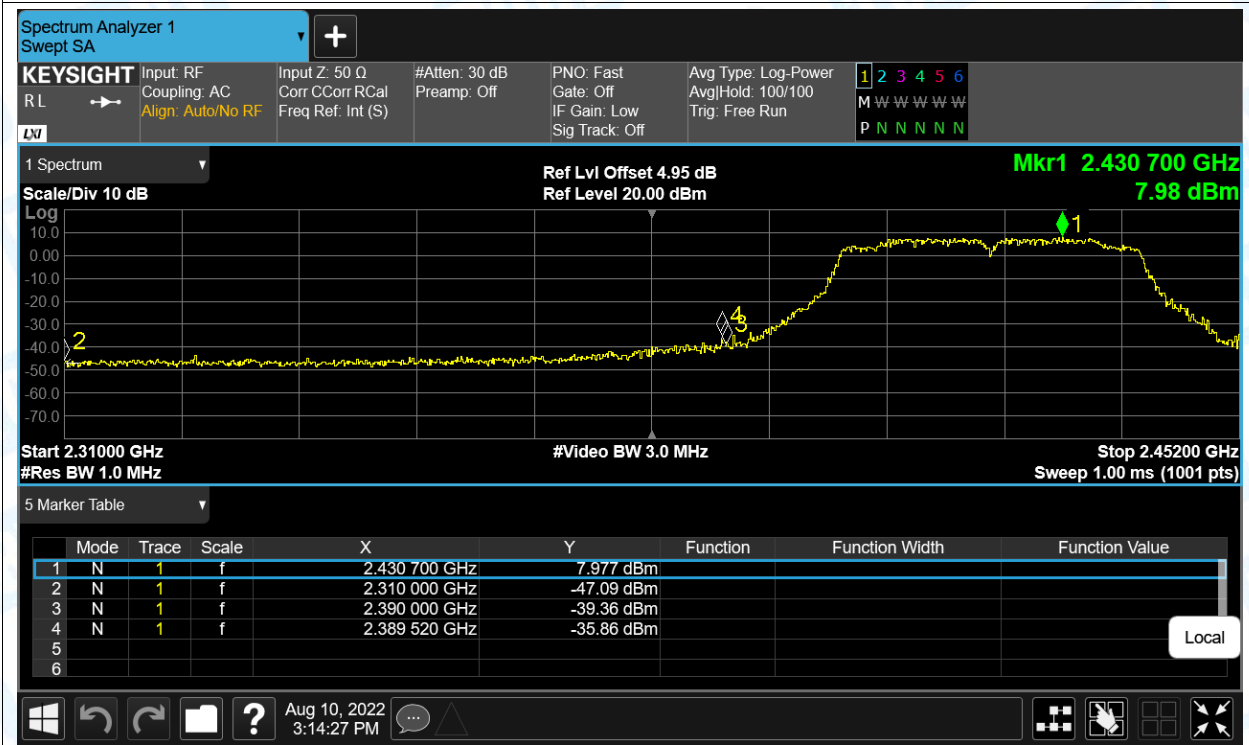 Spectrum Analyzer 1
Swept SA
KEYSIGHT Input: RF Input Z: 50 Ω #Atten: 30 dB PNO: Fast Avg Type: Log-Power 1 2 3 4 5 6
R L Coupling: AC Corr CCorr RCal Preamp: Off Gate: Off Avg|Hold: 100/100 M W W W W W W
Align: Auto/No RF Freq Ref: Int (S) IF Gain: Low Trig: Free Run
LXI Sig Track: Off P N N N N N
1 Spectrum
Ref Lvl Offset 4.95 dB Mkr1 2.430 700 GHz
Scale/Div 10 dB Ref Level 20.00 dBm 7.98 dBm
Log
10.0
0.00
-10.0
-20.0
-30.0
-40.0
-50.0
-60.0
-70.0
1
2
4
3
Start 2.31000 GHz #Video BW 3.0 MHz Stop 2.45200 GHz
#Res BW 1.0 MHz Sweep 1.00 ms (1001 pts)
5 Marker Table
Mode Trace Scale X Y Function Function Width Function Value
1 N 1 f 2.430 700 GHz 7.977 dBm
2 N 1 f 2.310 000 GHz -47.09 dBm
3 N 1 f 2.390 000 GHz -39.36 dBm
4 N 1 f 2.389 520 GHz -35.86 dBm
5
6
Local
?
Aug 10, 2022
3:14:27 PM